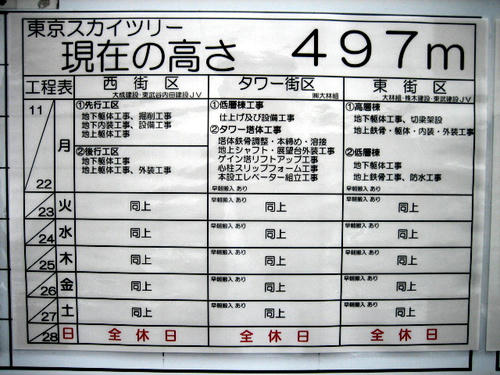 東京スカイツリー
現在の高さ 497m
工程表 西街区 タワー街区 東街区
大成建設・東武谷内田建設JV ㈱大林組 大林組・株木建設・東武建設JV
11
22
月
①先行工区
地下躯体工事、掘削工事
地下内装工事、設備工事
地上躯体工事
②後行工区
地下躯体工事
地上躯体工事、外装工事
①低層棟工事
仕上げ及び設備工事
②タワー塔体工事
塔体鉄骨調整・本締め・溶接
地上シャフト・展望台外装工事
ゲイン塔リフトアップ工事
心柱スリップフォーム工事
本設エレベーター組立工事
①高層棟
地下躯体工事、切梁架設
地上鉄骨・躯体・内装・外装工事
②低層棟
地下躯体工事
地上鉄骨工事、防水工事
23 火 同上 早朝搬入あり 同上 早朝搬入あり 同上
24 水 同上 早朝搬入あり 同上 早朝搬入あり 同上
25 木 同上 早朝搬入あり 同上 早朝搬入あり 同上
26 金 同上 早朝搬入あり 同上 早朝搬入あり 同上
27 土 同上 早朝搬入あり 同上 早朝搬入あり 同上
28 日 全休日 全休日 全休日